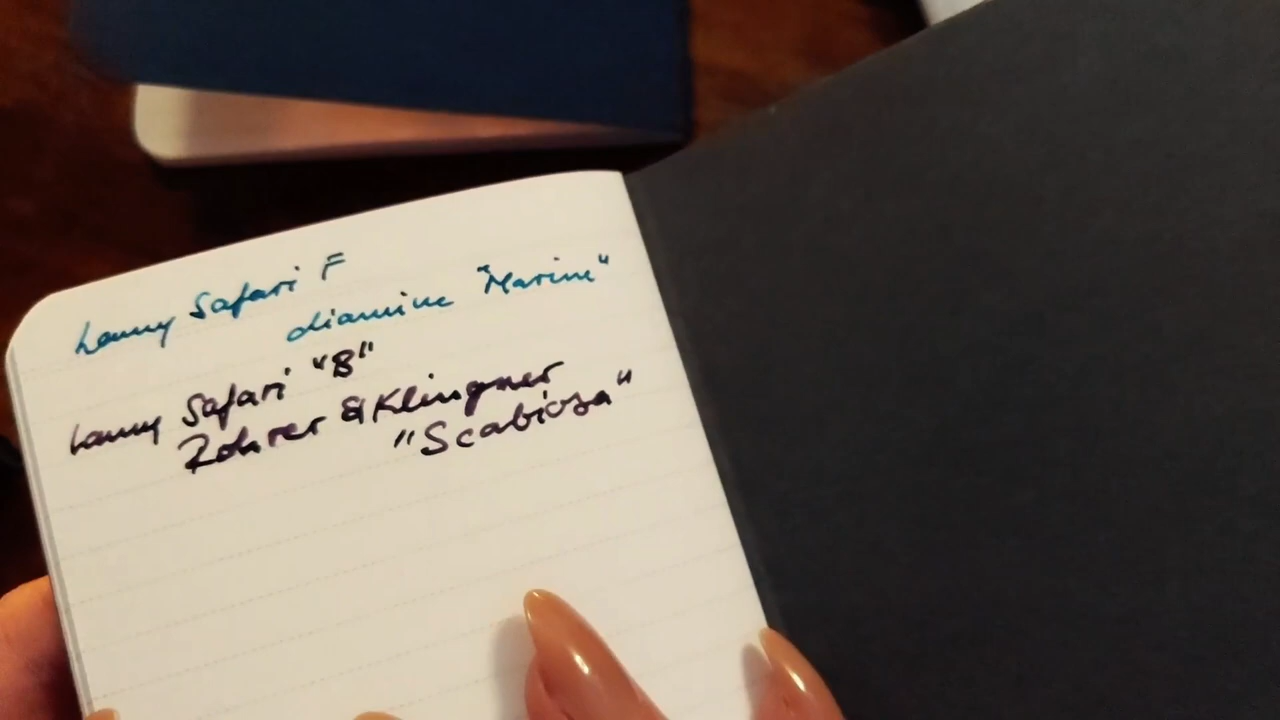 Lamy Safari F
diamine "Marine"
Lamy Safari "B"
Rohrer & Klingner
"Scabiosa"